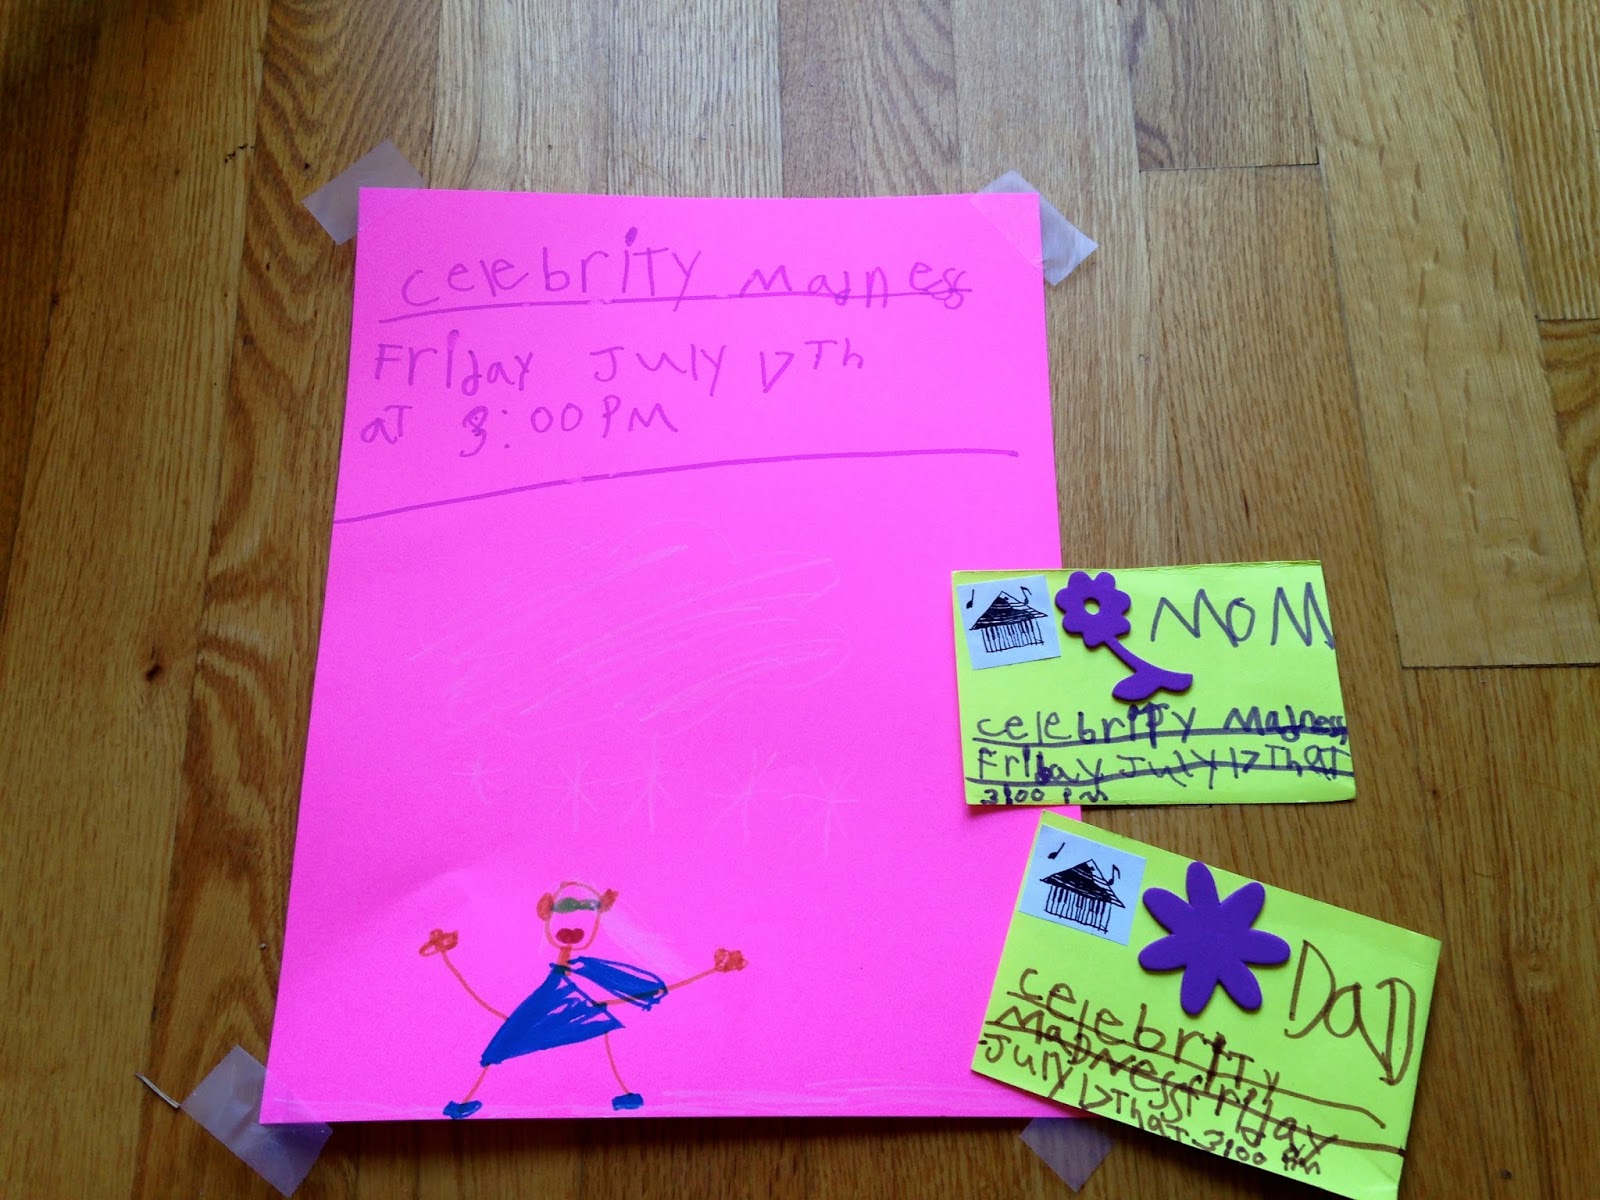 celebrity Madness
Friday July 17Th
aT 3:00 PM
MOM
celebrity Madness
Friday July 17Th aT
3:00 PM
DaD
celebriTy
MaDNess Friday
July 17Th aT 3:00 PM